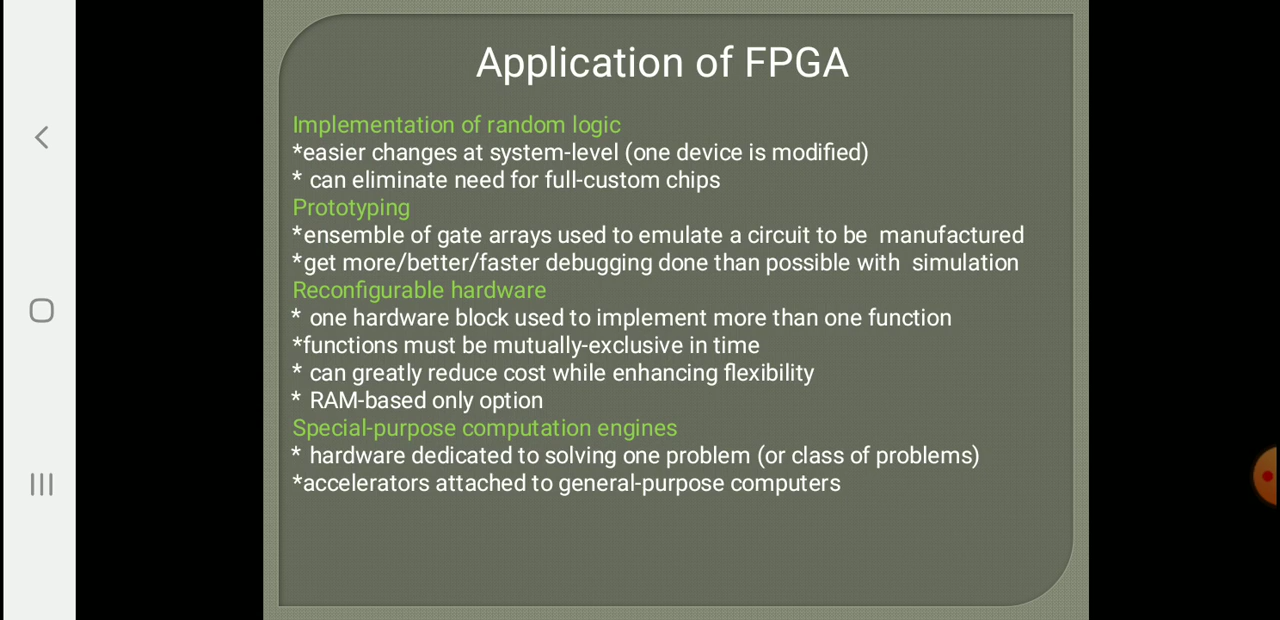 Application of FPGA
Implementation of random logic
*easier changes at system-level (one device is modified)
* can eliminate need for full-custom chips
Prototyping
*ensemble of gate arrays used to emulate a circuit to be  manufactured
*get more/better/faster debugging done than possible with  simulation
Reconfigurable hardware
* one hardware block used to implement more than one function
*functions must be mutually-exclusive in time
* can greatly reduce cost while enhancing flexibility
* RAM-based only option
Special-purpose computation engines
* hardware dedicated to solving one problem (or class of problems)
*accelerators attached to general-purpose computers